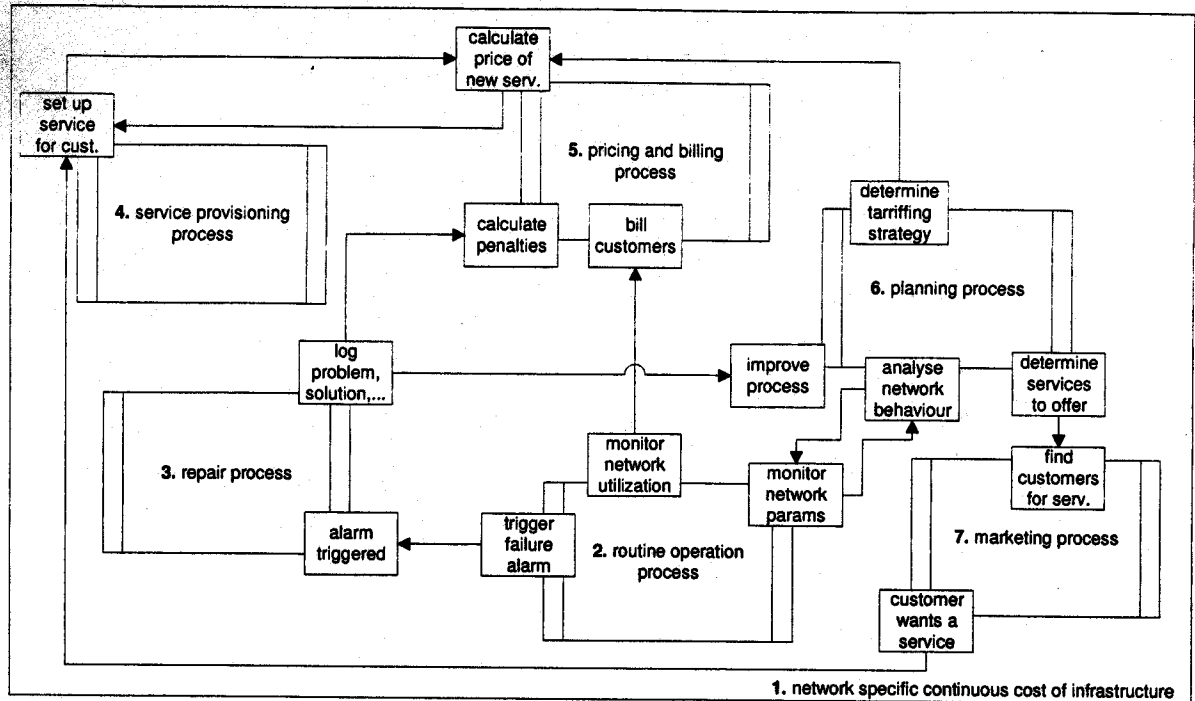 calculate
price of
new serv.
set up
service
for cust.
5. pricing and billing
process
4. service provisioning
process
calculate
penalties
bill
customers
determine
tarriffing
strategy
6. planning process
log
problem,
solution,...
improve
process
analyse
network
behaviour
determine
services
to offer
3. repair process
monitor
network
utilization
monitor
network
params
find
customers
for serv.
alarm
triggered
trigger
failure
alarm
2. routine operation
process
7. marketing process
customer
wants a
service
1. network specific continuous cost of infrastructure